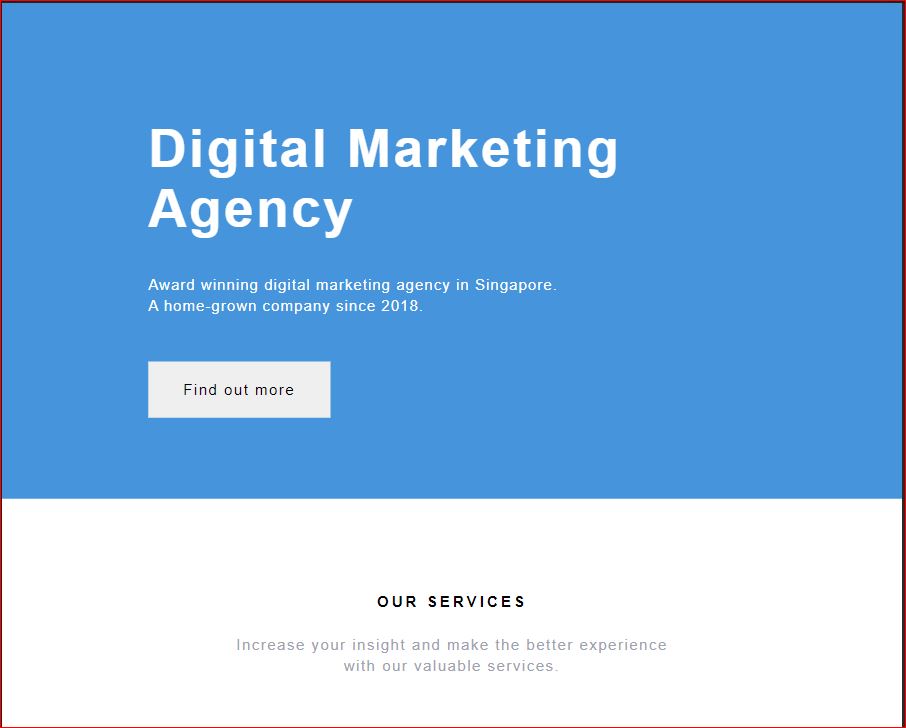 Digital Marketing
Agency
Award winning digital marketing agency in Singapore.
A home-grown company since 2018.
Find out more
OUR SERVICES
Increase your insight and make the better experience
with our valuable services.